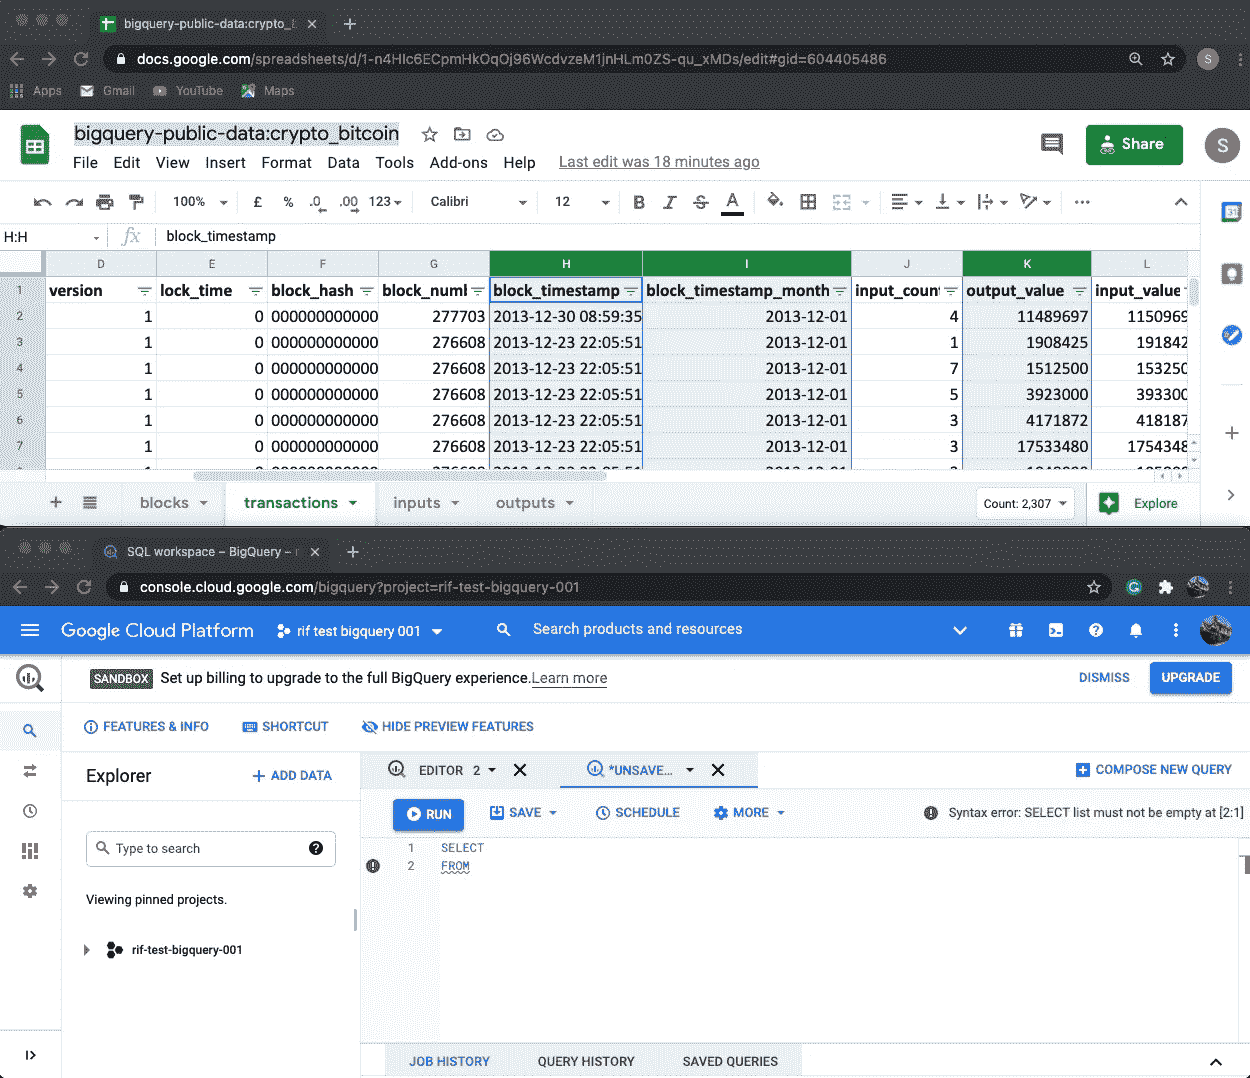 bigquery-public-data:crypto_
docs.google.com/spreadsheets/d/1-n4Hlc6ECpmHkOqOj96WcdvzeM1jnHLm0ZS-qu_xMDs/edit#gid=604405486
S
Apps Gmail YouTube Maps
bigquery-public-data:crypto_bitcoin
File Edit View Insert Format Data Tools Add-ons Help Last edit was 18 minutes ago
Share
S
100% £ % .0 .00 123 Calibri 12 B I S A
31
H:H fx block_timestamp
D E F G H I J K L
1 version lock_time block_hash block_numl block_timestamp block_timestamp_month input_coun output_value input_value
2 1 0 000000000000 277703 2013-12-30 08:59:35 2013-12-01 4 11489697 1150969
3 1 0 000000000000 276608 2013-12-23 22:05:51 2013-12-01 1 1908425 191842
4 1 0 000000000000 276608 2013-12-23 22:05:51 2013-12-01 7 1512500 153250
5 1 0 000000000000 276608 2013-12-23 22:05:51 2013-12-01 5 3923000 393300
6 1 0 000000000000 276608 2013-12-23 22:05:51 2013-12-01 3 4171872 418187
7 1 0 000000000000 276608 2013-12-23 22:05:51 2013-12-01 3 17533480 1754348
blocks transactions inputs outputs Count: 2,307 Explore
SQL workspace – BigQuery –
console.cloud.google.com/bigquery?project=rif-test-bigquery-001
Google Cloud Platform rif test bigquery 001 Search products and resources
SANDBOX Set up billing to upgrade to the full BigQuery experience. Learn more DISMISS UPGRADE
FEATURES & INFO SHORTCUT HIDE PREVIEW FEATURES
Explorer + ADD DATA
EDITOR 2 *UNSAVE... COMPOSE NEW QUERY
RUN SAVE SCHEDULE MORE Syntax error: SELECT list must not be empty at [2:1]
Type to search
1 SELECT
2 FROM
Viewing pinned projects.
rif-test-bigquery-001
JOB HISTORY QUERY HISTORY SAVED QUERIES